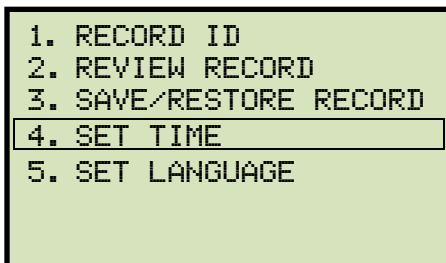 1. RECORD ID
2. REVIEW RECORD
3. SAVE/RESTORE RECORD
4. SET TIME
5. SET LANGUAGE